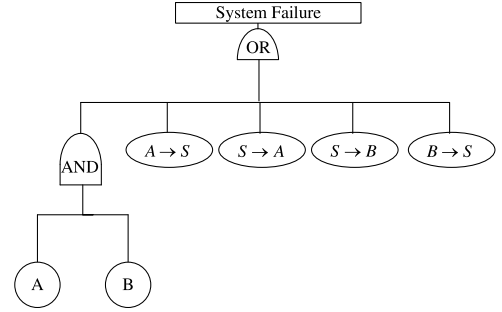 System Failure
OR
AND
A → S
S → A
S → B
B → S
A
B